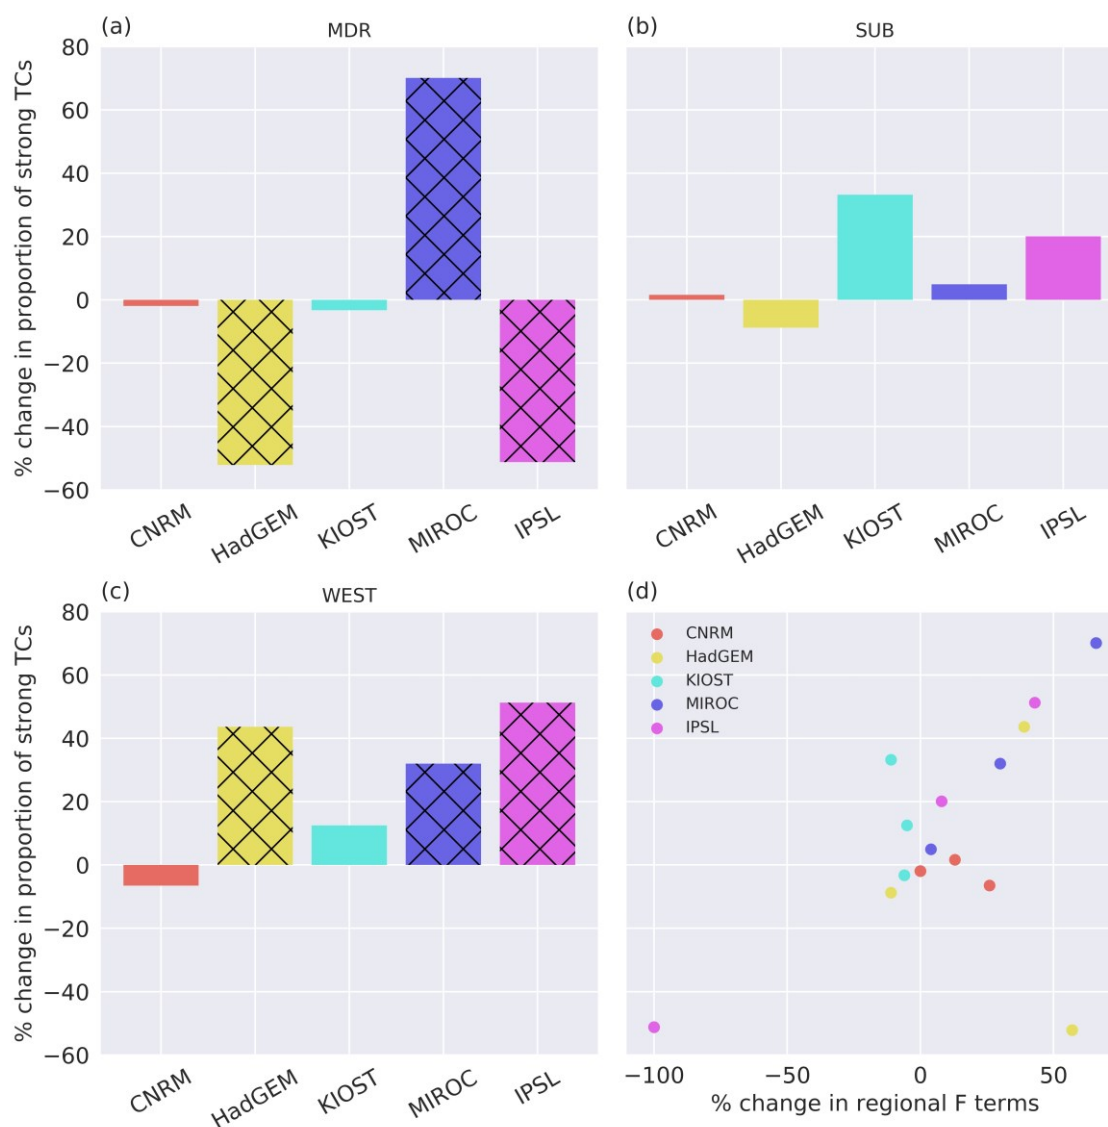 (a)
MDR
(b)
SUB
% change in proportion of strong TCs
80
60
40
20
0
−20
−40
−60
CNRM
HadGEM
KIOST
MIROC
IPSL
CNRM
HadGEM
KIOST
MIROC
IPSL
(c)
WEST
(d)
% change in proportion of strong TCs
80
60
40
20
0
−20
−40
−60
CNRM
HadGEM
KIOST
MIROC
IPSL
CNRM
HadGEM
KIOST
MIROC
IPSL
−100
−50
0
50
% change in regional F terms